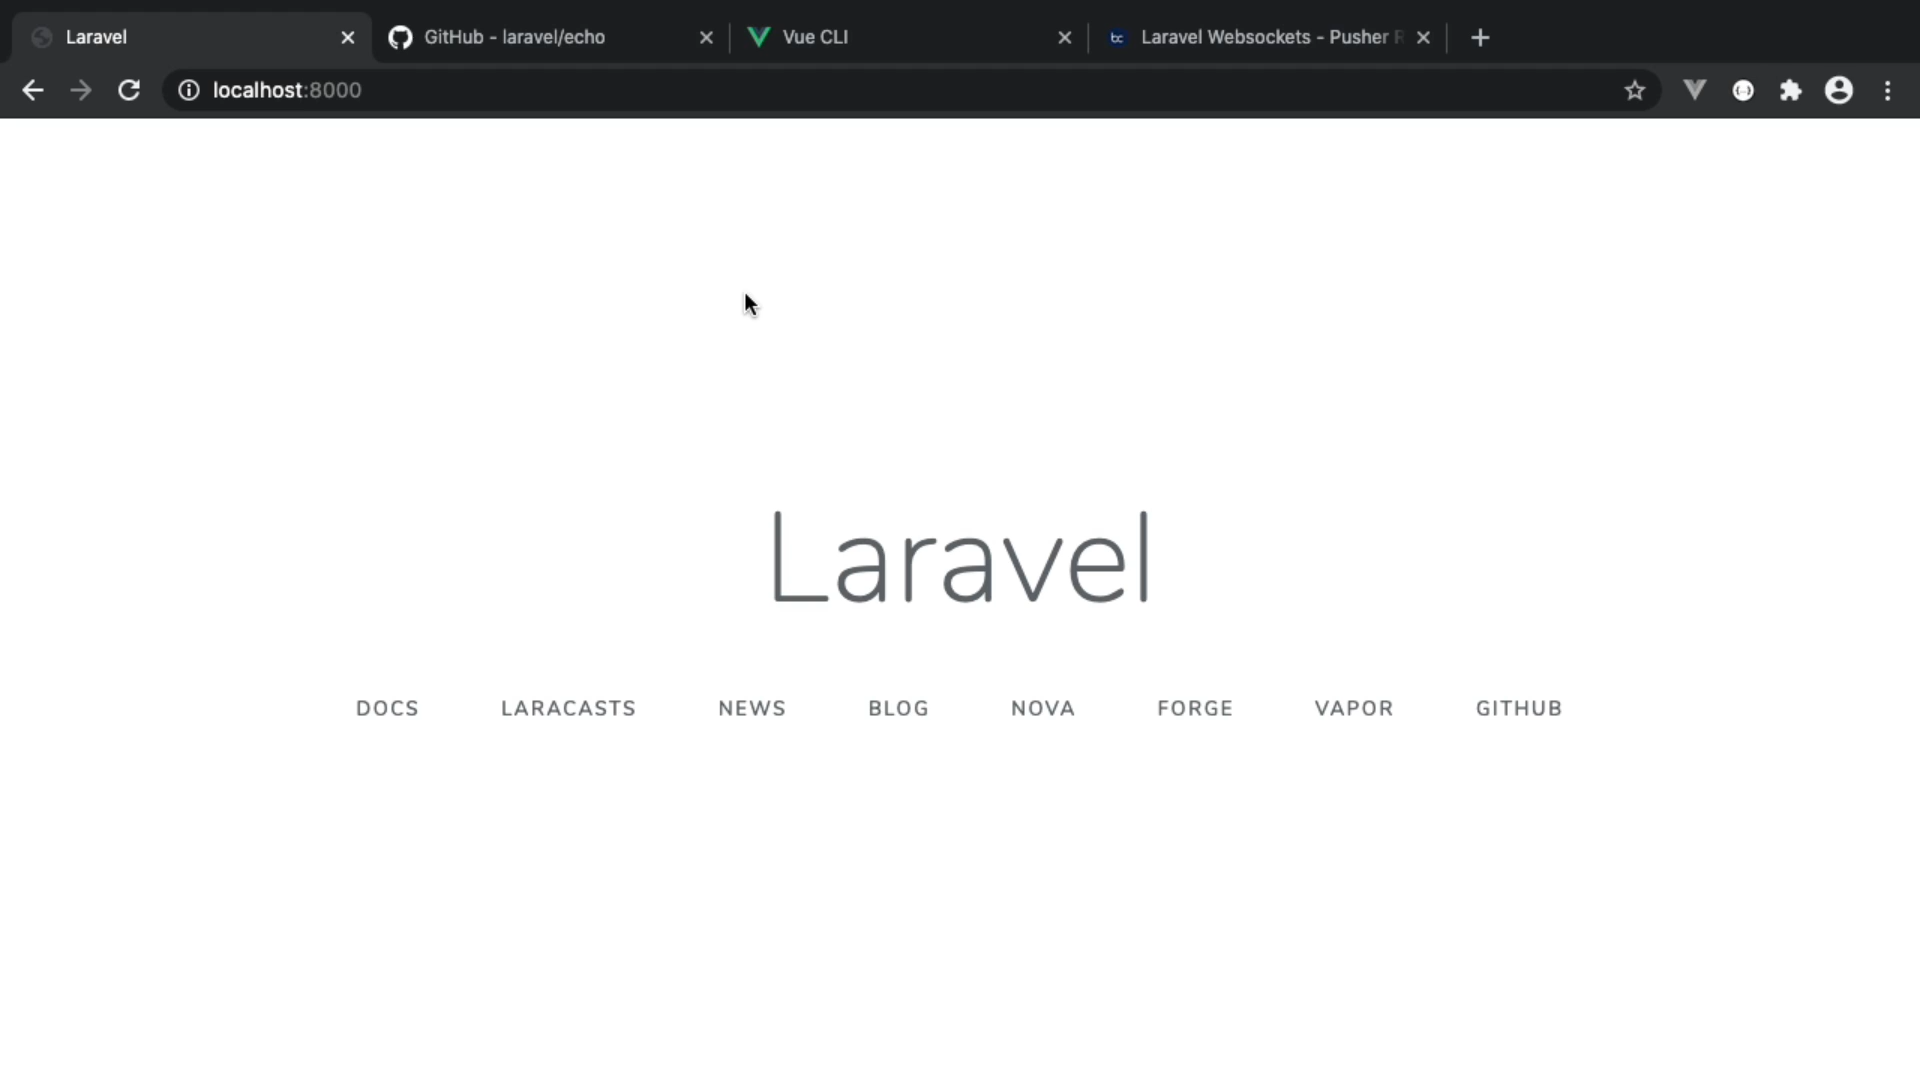 Laravel
GitHub - laravel/echo
Vue CLI
bc Laravel Websockets - Pusher R
localhost:8000
Laravel
DOCS LARACASTS NEWS BLOG NOVA FORGE VAPOR GITHUB